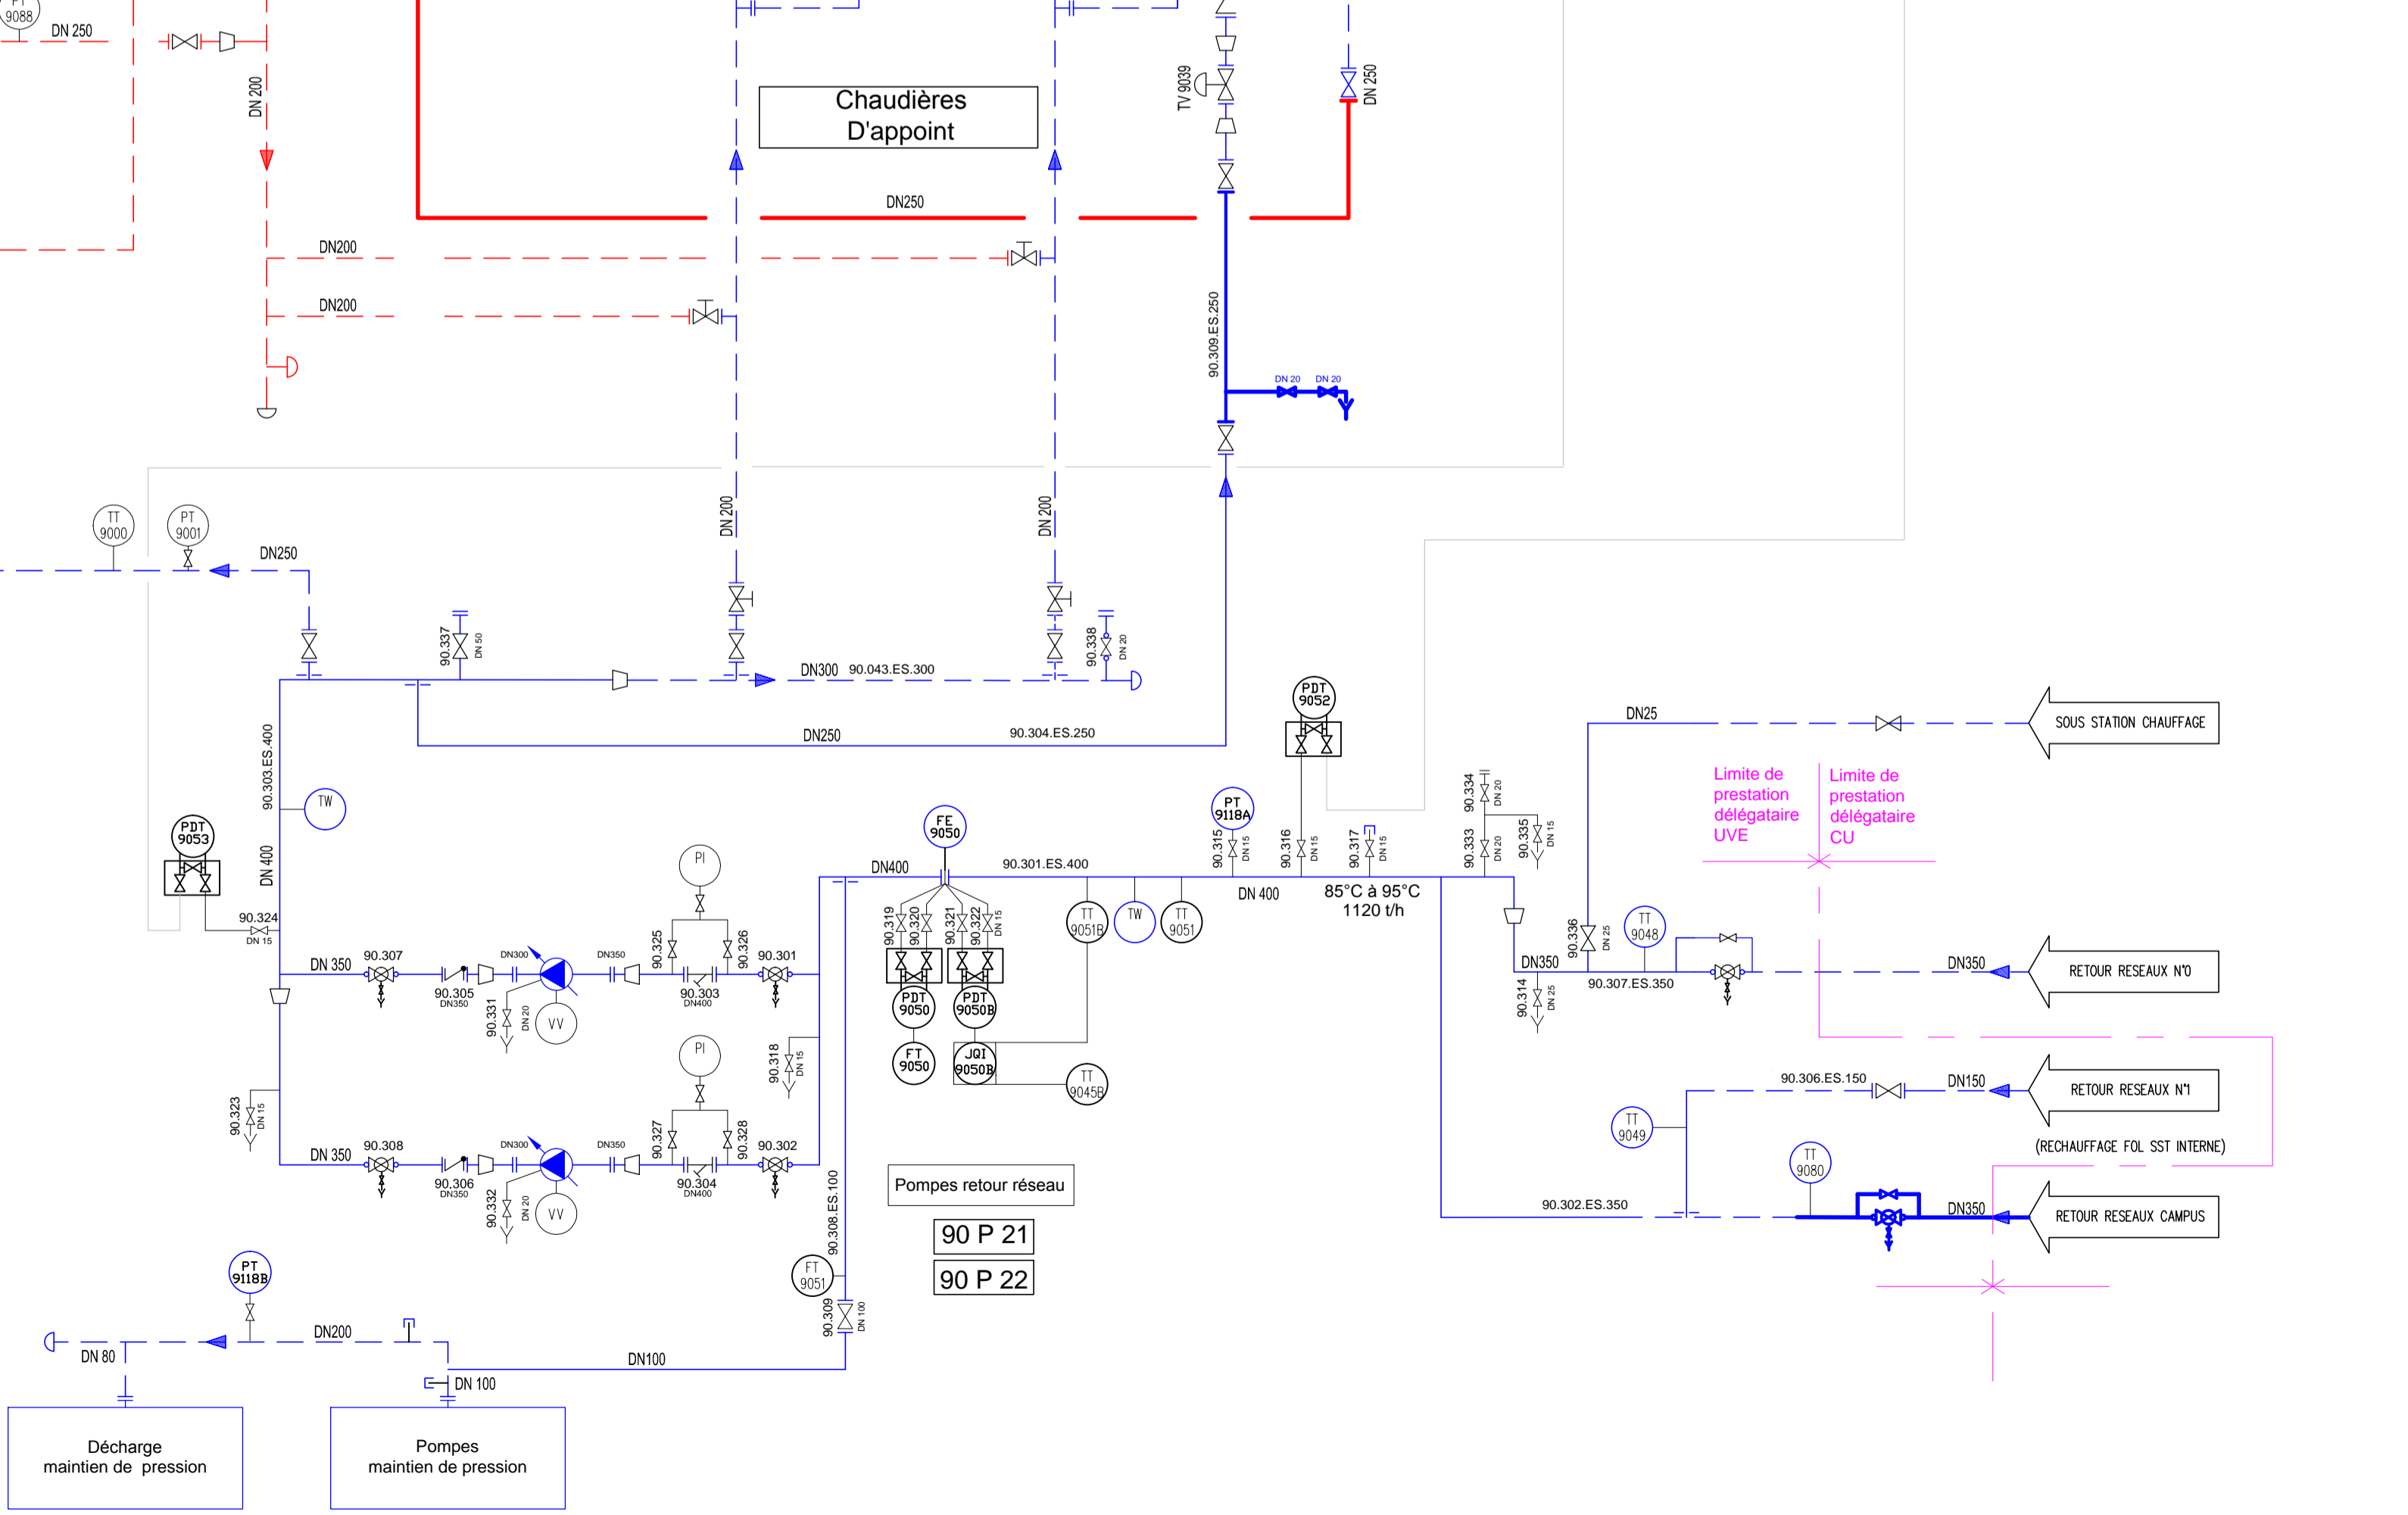 PT
9088
DN 250
DN 200
Chaudières
D'appoint
TV 9039
DN 250
DN250
DN200
DN200
90.309.ES.250
DN 20
DN 20
DN 200
DN 200
TT
9000
PT
9001
DN250
90.337
DN 50
90.338
DN 20
DN300
90.043.ES.300
DN250
90.304.ES.250
90.303.ES.400
TW
DN 400
PDT
9053
90.324
DN 15
PDT
9052
DN25
SOUS STATION CHAUFFAGE
Limite de
prestation
délégataire
UVE
Limite de
prestation
délégataire
CU
FE
9050
DN400
90.301.ES.400
PT
9118A
90.315
DN 15
90.316
DN 15
90.317
DN 15
90.334
DN 20
90.333
DN 20
90.335
DN 15
DN 400
85°C à 95°C
1120 t/h
TT
9051B
TW
TT
9051
90.319
90.320
90.321
90.322
DN 15
PDT
9050
PDT
9050B
FT
9050
JQI
9050B
TT
9045B
PI
90.325
90.326
DN 350
90.307
90.305
DN350
DN300
DN350
90.303
DN400
90.301
90.331
DN 20
VV
90.318
DN 15
90.323
DN 15
PI
90.327
90.328
DN 350
90.308
90.306
DN350
DN300
DN350
90.304
DN400
90.302
90.332
DN 20
VV
90.336
DN 25
TT
9048
DN350
90.314
DN 25
90.307.ES.350
DN350
RETOUR RESEAUX N°0
90.306.ES.150
DN150
RETOUR RESEAUX N°1
(RECHAUFFAGE FOL SST INTERNE)
TT
9049
TT
9080
90.302.ES.350
DN350
RETOUR RESEAUX CAMPUS
Pompes retour réseau
90 P 21
90 P 22
90.308.ES.100
FT
9051
90.309
DN 100
PT
9118B
DN200
DN 80
DN100
DN 100
Décharge
maintien de pression
Pompes
maintien de pression